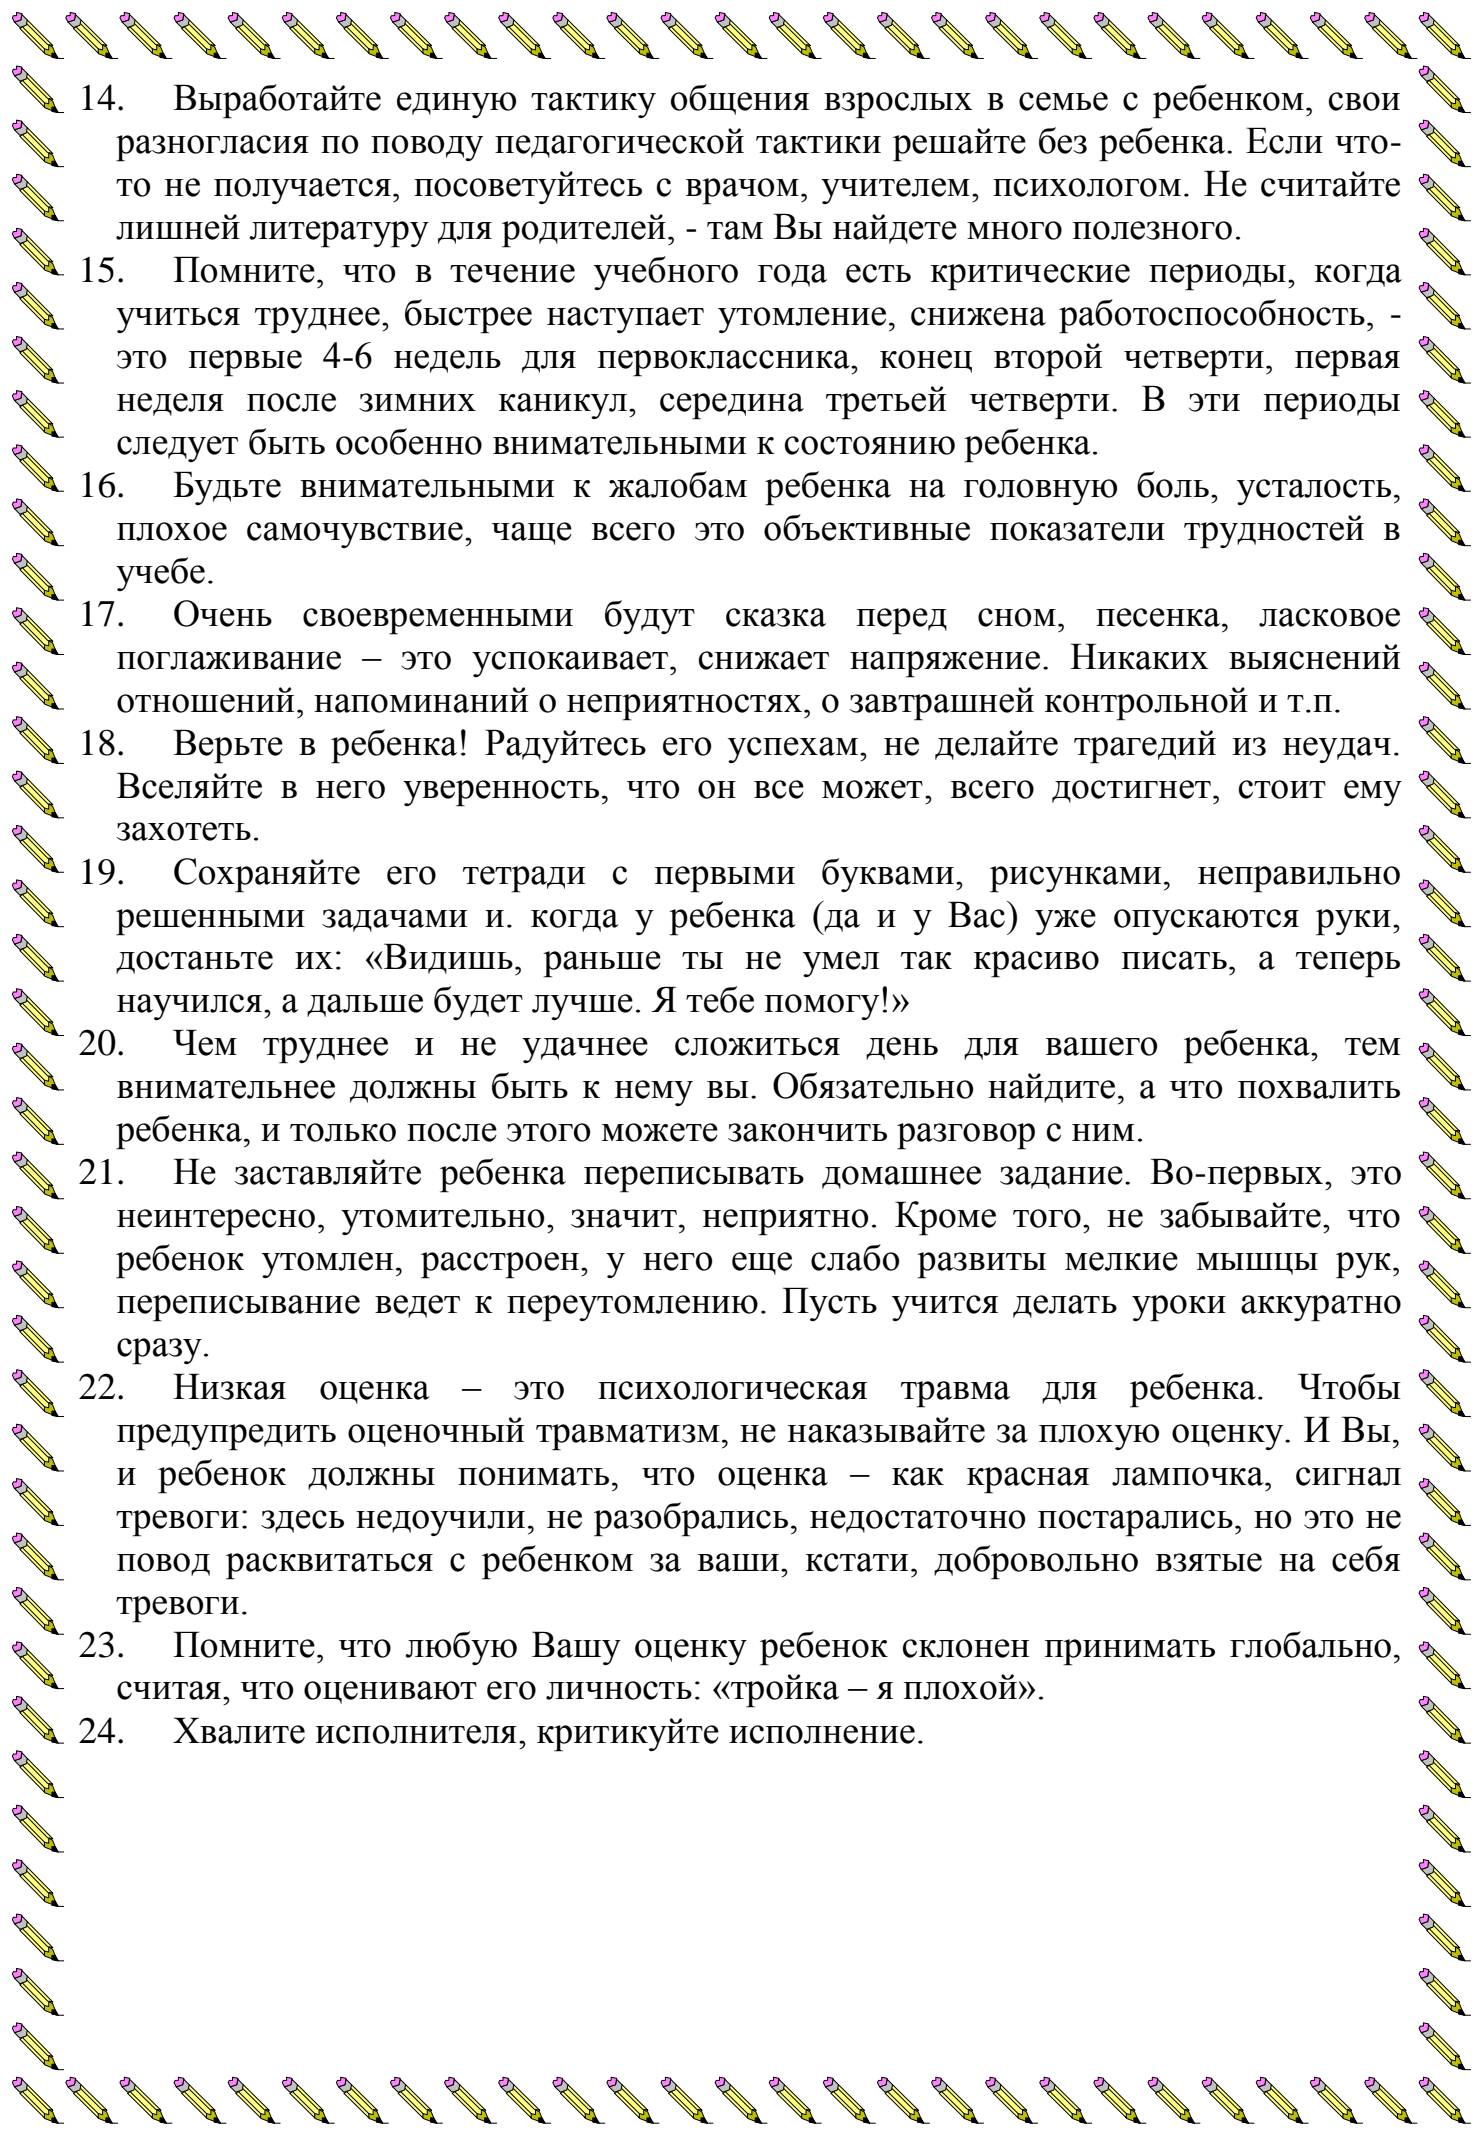 14. Выработайте единую тактику общения взрослых в семье с ребенком, свои
разногласия по поводу педагогической тактики решайте без ребенка. Если что-
то не получается, посоветуйтесь с врачом, учителем, психологом. Не считайте
лишней литературу для родителей, - там Вы найдете много полезного.
15. Помните, что в течение учебного года есть критические периоды, когда
учиться труднее, быстрее наступает утомление, снижена работоспособность, -
это первые 4-6 недель для первоклассника, конец второй четверти, первая
неделя после зимних каникул, середина третьей четверти. В эти периоды
следует быть особенно внимательными к состоянию ребенка.
16. Будьте внимательными к жалобам ребенка на головную боль, усталость,
плохое самочувствие, чаще всего это объективные показатели трудностей в
учебе.
17. Очень своевременными будут сказка перед сном, песенка, ласковое
поглаживание – это успокаивает, снижает напряжение. Никаких выяснений
отношений, напоминаний о неприятностях, о завтрашней контрольной и т.п.
18. Верьте в ребенка! Радуйтесь его успехам, не делайте трагедий из неудач.
Вселяйте в него уверенность, что он все может, всего достигнет, стоит ему
захотеть.
19. Сохраняйте его тетради с первыми буквами, рисунками, неправильно
решенными задачами и. когда у ребенка (да и у Вас) уже опускаются руки,
достаньте их: «Видишь, раньше ты не умел так красиво писать, а теперь
научился, а дальше будет лучше. Я тебе помогу!»
20. Чем труднее и не удачнее сложиться день для вашего ребенка, тем
внимательнее должны быть к нему вы. Обязательно найдите, а что похвалить
ребенка, и только после этого можете закончить разговор с ним.
21. Не заставляйте ребенка переписывать домашнее задание. Во-первых, это
неинтересно, утомительно, значит, неприятно. Кроме того, не забывайте, что
ребенок утомлен, расстроен, у него еще слабо развиты мелкие мышцы рук,
переписывание ведет к переутомлению. Пусть учится делать уроки аккуратно
сразу.
22. Низкая оценка – это психологическая травма для ребенка. Чтобы
предупредить оценочный травматизм, не наказывайте за плохую оценку. И Вы,
и ребенок должны понимать, что оценка – как красная лампочка, сигнал
тревоги: здесь недоучили, не разобрались, недостаточно постарались, но это не
повод расквитаться с ребенком за ваши, кстати, добровольно взятые на себя
тревоги.
23. Помните, что любую Вашу оценку ребенок склонен принимать глобально,
считая, что оценивают его личность: «тройка – я плохой».
24. Хвалите исполнителя, критикуйте исполнение.